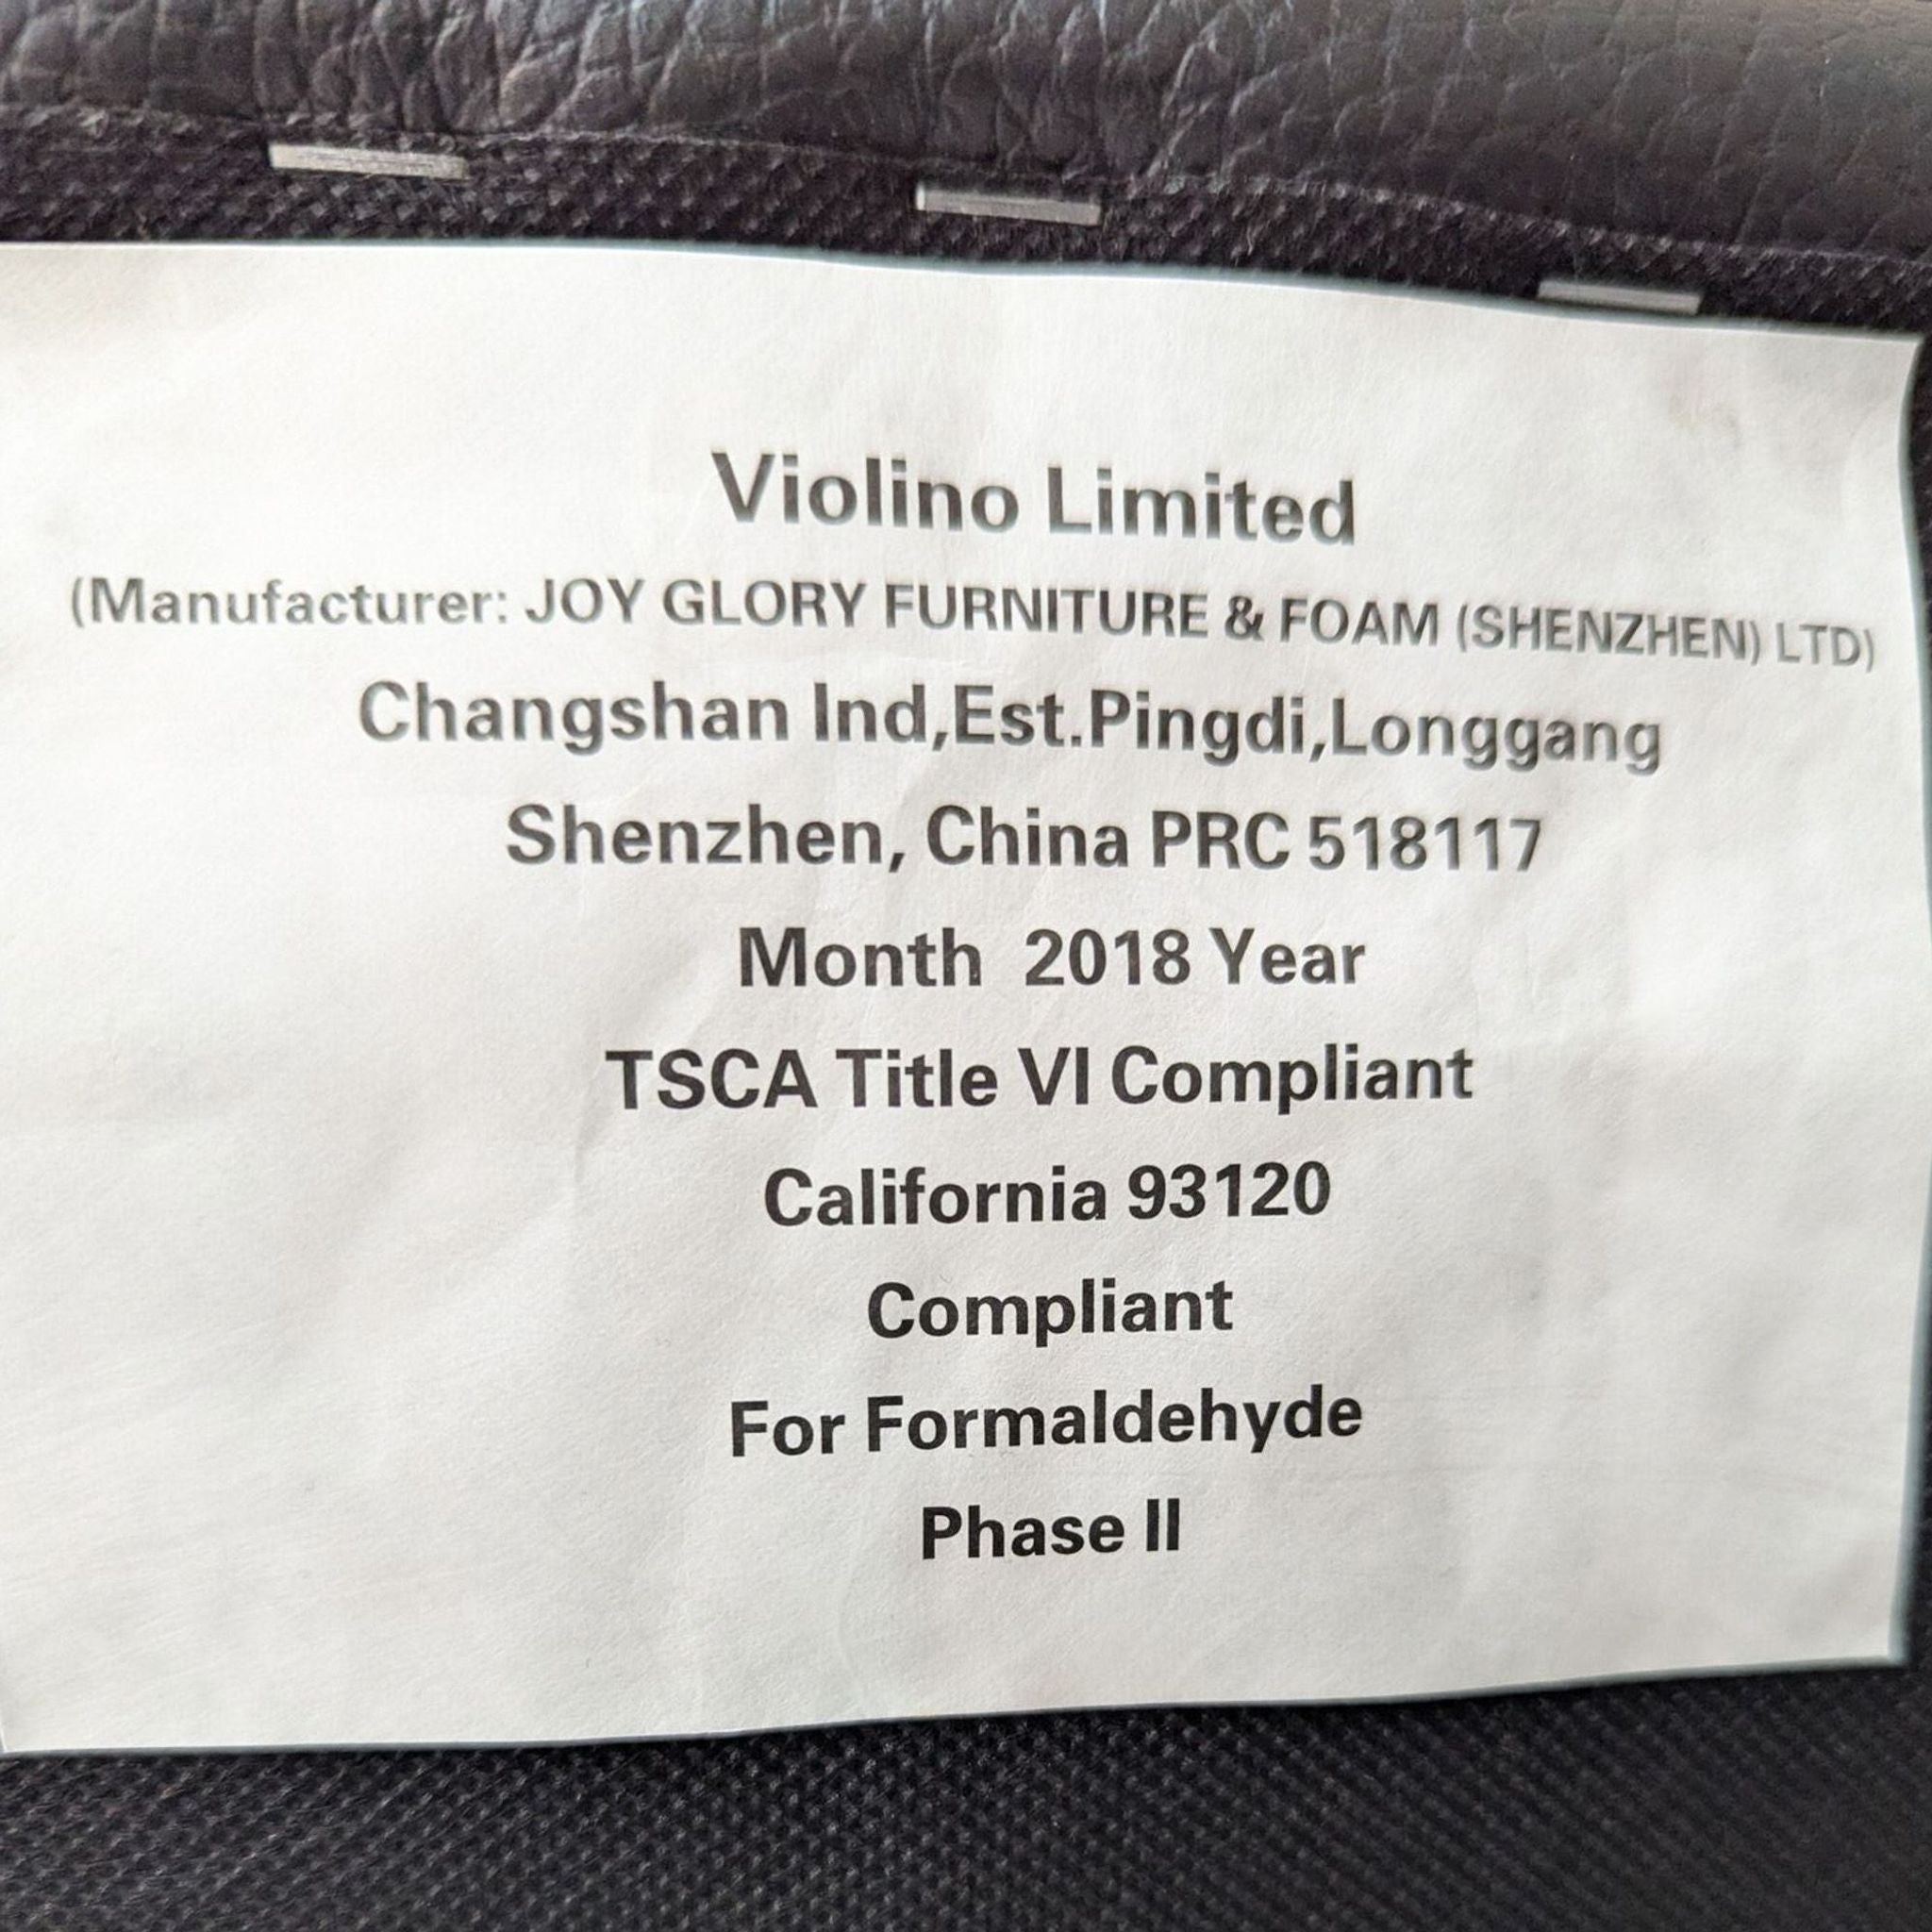 Violino Limited
(Manufacturer: JOY GLORY FURNITURE & FOAM (SHENZHEN) LTD)
Changshan Ind,Est.Pingdi,Longgang
Shenzhen, China PRC 518117
Month 2018 Year
TSCA Title VI Compliant
California 93120
Compliant
For Formaldehyde
Phase II